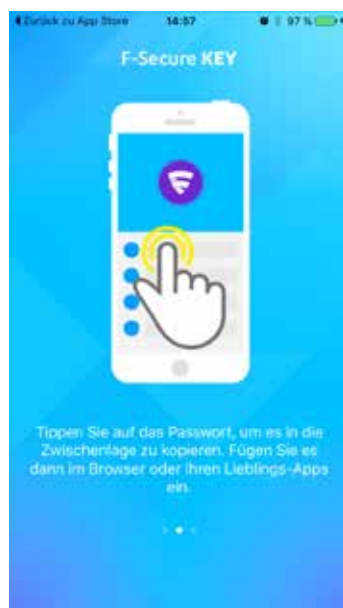 Zurück zu App Store 14:57 97 %
F-Secure KEY
Tippen Sie auf das Passwort, um es in die
Zwischenlage zu kopieren. Fügen Sie es
dann im Browser oder Ihren Lieblings-Apps
ein.